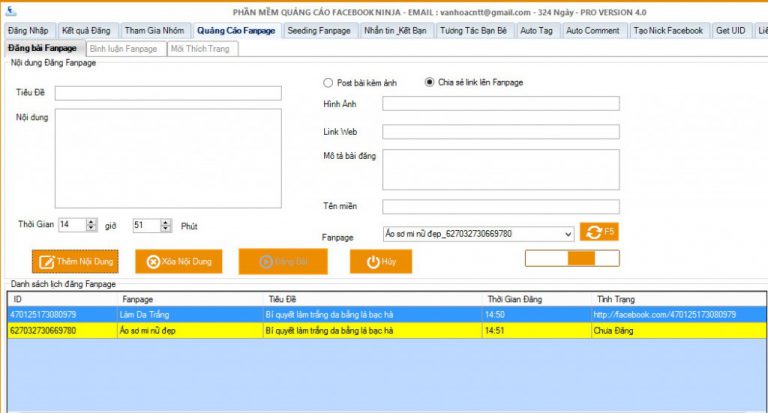 PHẦN MỀM QUẢNG CÁO FACEBOOK NINJA - EMAIL : vanhoacntt@gmail.com - 324 Ngày - PRO VERSION 4.0
Đăng Nhập Kết quả Đăng Tham Gia Nhóm Quảng Cáo Fanpage Seeding Fanpage Nhắn tin_Kết Bạn Tương Tác Bạn Bè Auto Tag Auto Comment Tạo Nick Facebook Get UID
Đăng bài Fanpage Bình luận Fanpage Mời Thích Trang
Nội dung Đăng Fanpage
Post bài kèm ảnh Chia sẻ link lên Fanpage
Tiêu Đề
Hình Ảnh
Nội dung
Link Web
Mô tả bài đăng
Tên miền
Thời Gian 14 giờ 51 Phút
Fanpage Áo sơ mi nữ đẹp_627032730669780 F5
Thêm Nội Dung Xóa Nội Dung Đăng Bài Hủy
Danh sách lịch đăng Fanpage
ID Fanpage Tiêu Đề Thời Gian Đăng Tình Trạng
470125173080979 Làm Da Trắng Bí quyết làm trắng da bằng lá bạc hà 14:50 http://facebook.com/470125173080979
627032730669780 Áo sơ mi nữ đẹp Bí quyết làm trắng da bằng lá bạc hà 14:51 Chưa Đăng